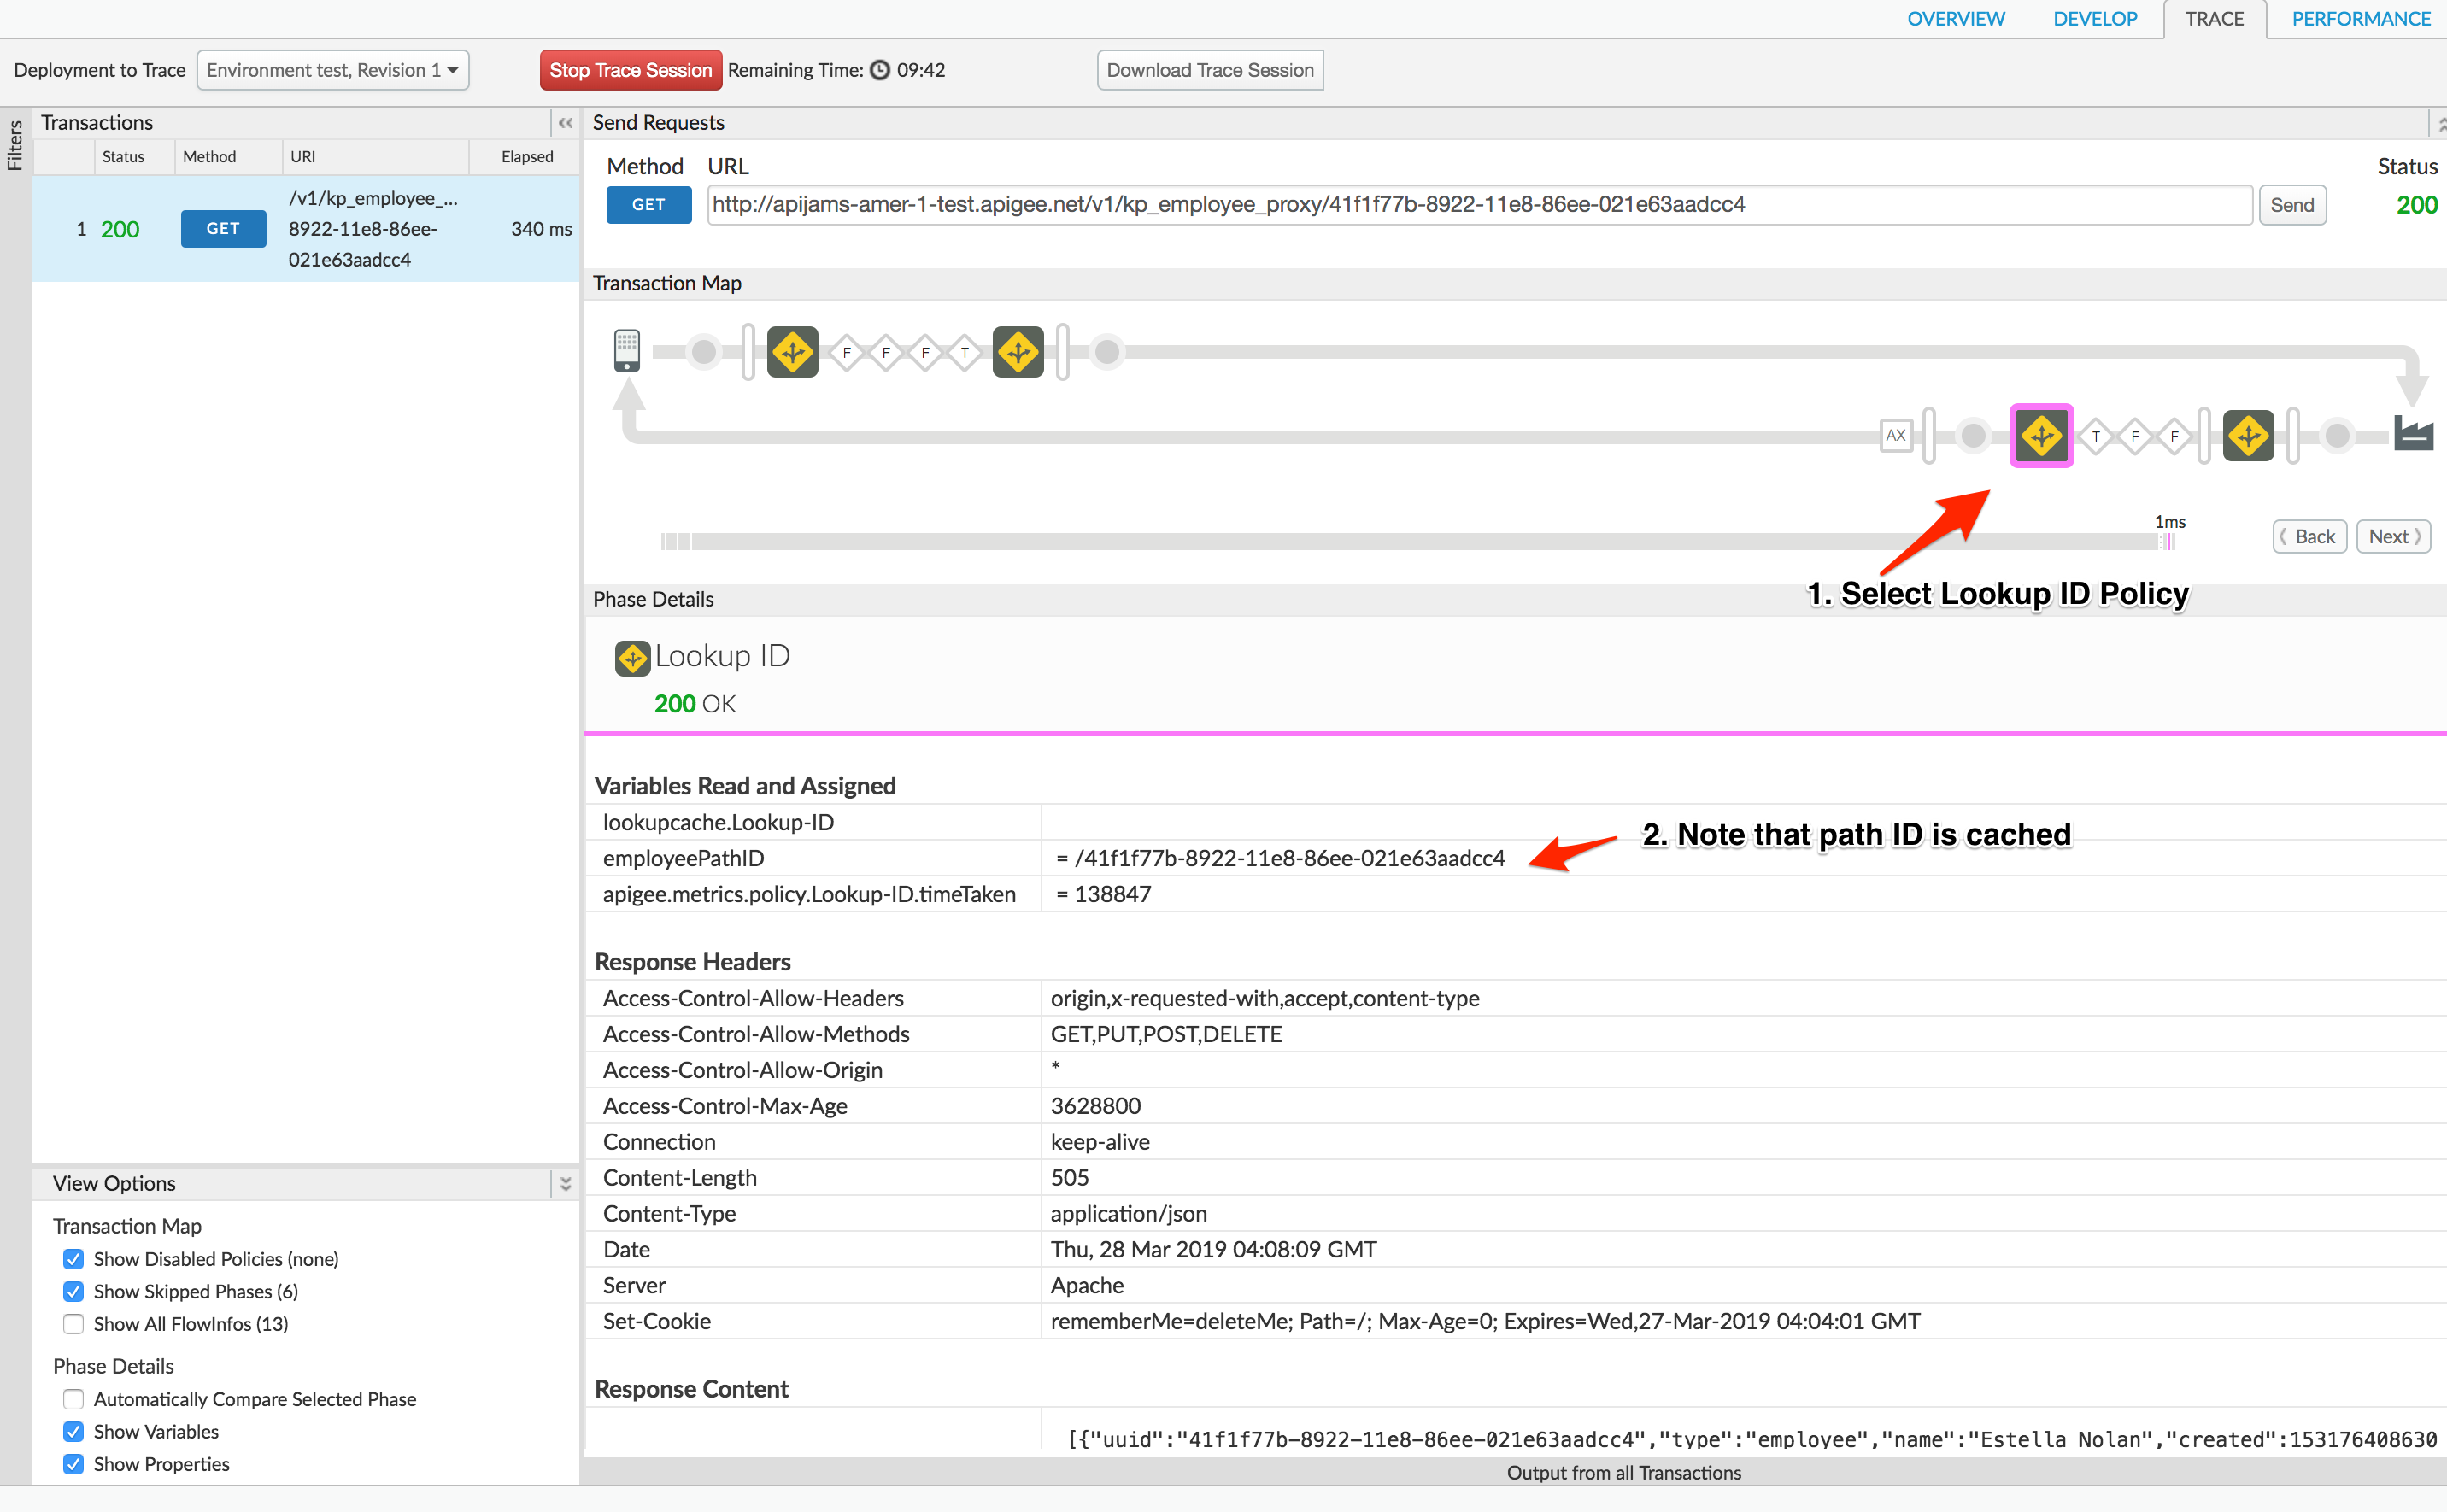 OVERVIEW DEVELOP TRACE PERFORMANCE
Deployment to Trace Environment test, Revision 1 Stop Trace Session Remaining Time: 09:42 Download Trace Session
Filters
Transactions
Status Method URI Elapsed
1 200 GET /v1/kp_employee_...
8922-11e8-86ee-
021e63aadcc4
340 ms
Send Requests
Method URL Status
GET http://apijams-amer-1-test.apigee.net/v1/kp_employee_proxy/41f1f77b-8922-11e8-86ee-021e63aadcc4 Send 200
Transaction Map
F F F T
AX T F F
1ms
Back Next
1. Select Lookup ID Policy
Phase Details
Lookup ID
200 OK
Variables Read and Assigned
lookupcache.Lookup-ID
employeePathID = /41f1f77b-8922-11e8-86ee-021e63aadcc4
2. Note that path ID is cached
apigee.metrics.policy.Lookup-ID.timeTaken = 138847
Response Headers
Access-Control-Allow-Headers origin,x-requested-with,accept,content-type
Access-Control-Allow-Methods GET,PUT,POST,DELETE
Access-Control-Allow-Origin *
Access-Control-Max-Age 3628800
Connection keep-alive
Content-Length 505
Content-Type application/json
Date Thu, 28 Mar 2019 04:08:09 GMT
Server Apache
Set-Cookie rememberMe=deleteMe; Path=/; Max-Age=0; Expires=Wed,27-Mar-2019 04:04:01 GMT
Response Content
[{"uuid":"41f1f77b-8922-11e8-86ee-021e63aadcc4","type":"employee","name":"Estella Nolan","created":153176408630
Output from all Transactions
View Options
Transaction Map
Show Disabled Policies (none)
Show Skipped Phases (6)
Show All FlowInfos (13)
Phase Details
Automatically Compare Selected Phase
Show Variables
Show Properties